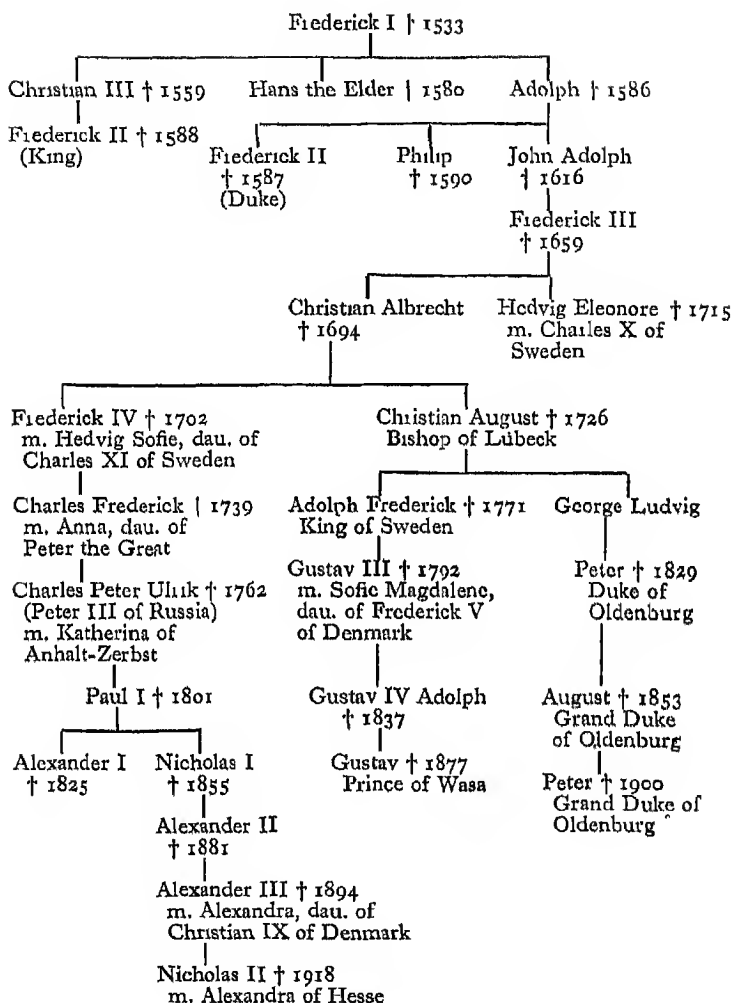 Frederick I † 1533
Christian III † 1559
Hans the Elder † 1580
Adolph † 1586
Frederick II † 1588
(King)
Frederick II
† 1587
(Duke)
Philip
† 1590
John Adolph
† 1616
Frederick III
† 1659
Christian Albrecht
† 1694
Hedvig Eleonore † 1715
m. Charles X of
Sweden
Frederick IV † 1702
m. Hedvig Sofie, dau. of
Charles XI of Sweden
Christian August † 1726
Bishop of Lübeck
Charles Frederick † 1739
m. Anna, dau. of
Peter the Great
Adolph Frederick † 1771
King of Sweden
George Ludvig
Charles Peter Ulrik † 1762
(Peter III of Russia)
m. Katherina of
Anhalt-Zerbst
Gustav III † 1792
m. Sofie Magdalene,
dau. of Frederick V
of Denmark
Peter † 1829
Duke of
Oldenburg
Paul I † 1801
Gustav IV Adolph
† 1837
August † 1853
Grand Duke
of Oldenburg
Alexander I
† 1825
Nicholas I
† 1855
Gustav † 1877
Prince of Wasa
Peter † 1900
Grand Duke of
Oldenburg
Alexander II
† 1881
Alexander III † 1894
m. Alexandra, dau. of
Christian IX of Denmark
Nicholas II † 1918
m. Alexandra of Hesse